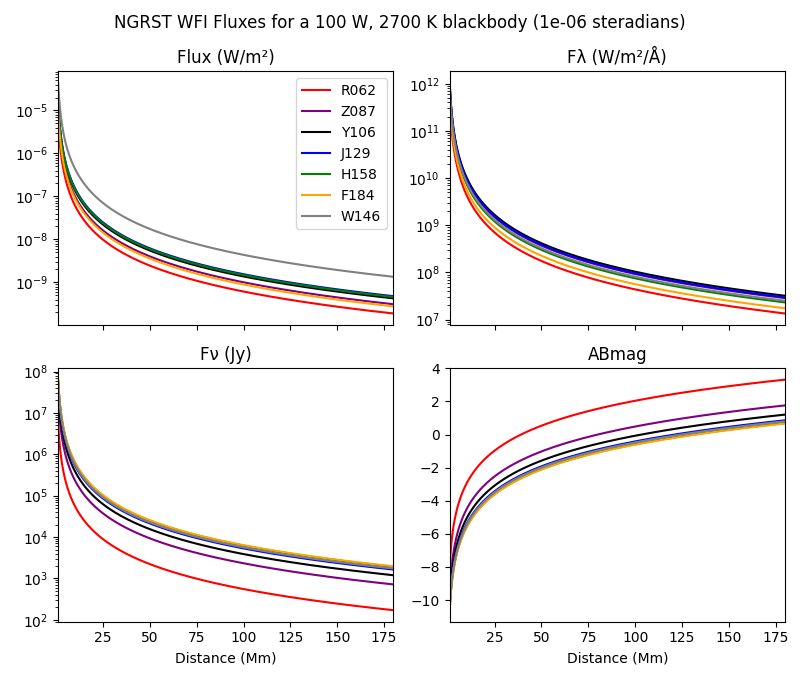 NGRST WFI Fluxes for a 100 W, 2700 K blackbody (1e-06 steradians)
Flux (W/m²)
10⁻⁵
10⁻⁶
10⁻⁷
10⁻⁸
10⁻⁹
R062
Z087
Y106
J129
H158
F184
W146
Fλ (W/m²/Å)
10¹²
10¹¹
10¹⁰
10⁹
10⁸
10⁷
Fν (Jy)
10⁸
10⁷
10⁶
10⁵
10⁴
10³
10²
25 50 75 100 125 150 175
Distance (Mm)
ABmag
4
2
0
−2
−4
−6
−8
−10
25 50 75 100 125 150 175
Distance (Mm)